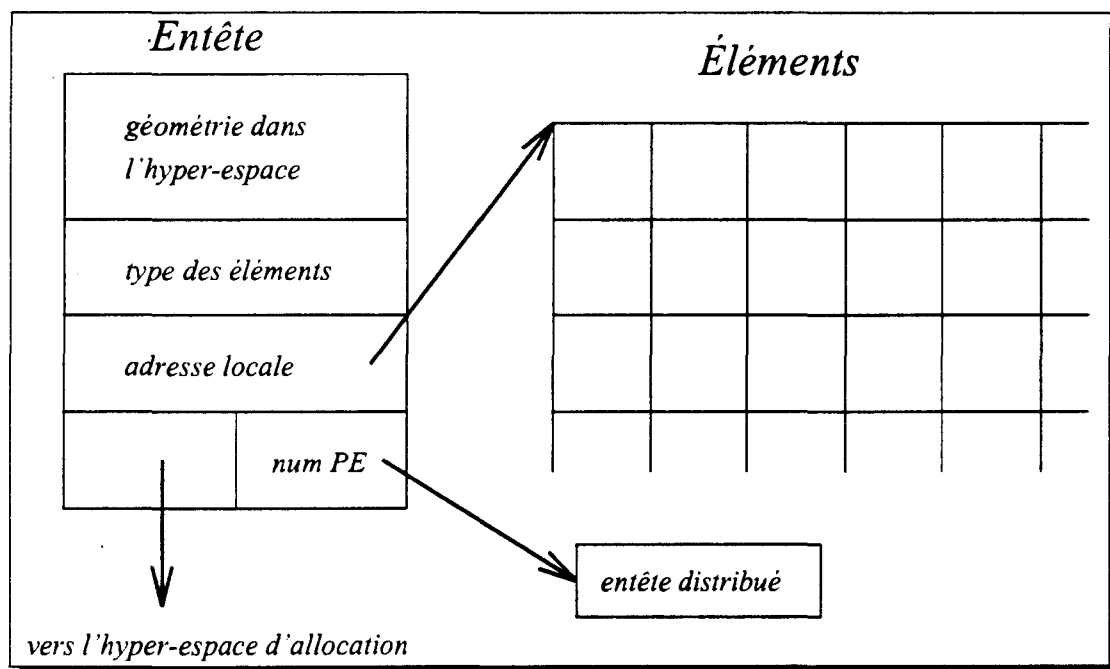 Entête
Éléments
géométrie dans
l'hyper-espace
type des éléments
adresse locale
num PE
entête distribué
vers l'hyper-espace d'allocation